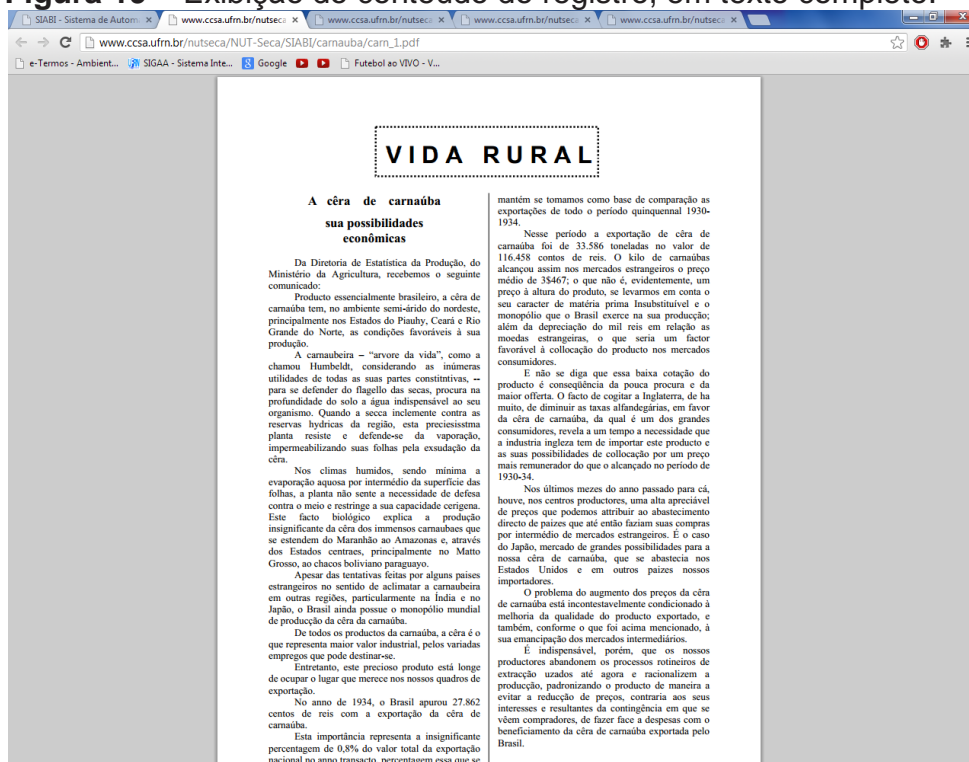 Figura 18 – Exibição do conteúdo do registro, em texto completo.
SIABI - Sistema de Autom. www.ccsa.ufrn.br/nutseca www.ccsa.ufrn.br/nutseca www.ccsa.ufrn.br/nutseca www.ccsa.ufrn.br/nutseca
www.ccsa.ufrn.br/nutseca/NUT-Seca/SIABI/carnauba/carn_1.pdf
e-Termos - Ambient... SIGAA - Sistema Inte... Google Futebol ao VIVO - V...
VIDA RURAL
A cêra de carnaúba
sua possibilidades
econômicas
Da Diretoria de Estatística da Produção, do
Ministério da Agricultura, recebemos o seguinte
comunicado:
Producto essencialmente brasileiro, a cêra de
carnaúba tem, no ambiente semi-árido do nordeste,
principalmente nos Estados do Piauhy, Ceará e Rio
Grande do Norte, as condições favoráveis à sua
produção.
A carnaubeira – “arvore da vida”, como a
chamou Humbeldt, considerando as inúmeras
utilidades de todas as suas partes constitntivas, --
para se defender do flagello das secas, procura na
profundidade do solo a água indispensável ao seu
organismo. Quando a secca inclemente contra as
reservas hydricas da região, esta preciesisstma
planta resiste e defende-se da vaporação,
impermeabilizando suas folhas pela exsudação da
cêra.
Nos climas humidos, sendo mínima a
evaporação aquosa por intermédio da superfície das
folhas, a planta não sente a necessidade de defesa
contra o meio e restringe a sua capacidade cerigena.
Este facto biológico explica a produção
insignificante da cêra dos immensos carnaubaes que
se estendem do Maranhão ao Amazonas e, através
dos Estados centraes, principalmente no Matto
Grosso, ao chacos boliviano paraguayo.
Apesar das tentativas feitas por alguns paises
estrangeiros no sentido de aclimatar a carnaubeira
em outras regiões, particularmente na Índia e no
Japão, o Brasil ainda possue o monopólio mundial
de producção da cêra da carnaúba.
De todos os productos da carnaúba, a cêra é o
que representa maior valor industrial, pelos variadas
empregos que pode destinar-se.
Entretanto, este precioso produto está longe
de ocupar o lugar que merece nos nossos quadros de
exportação.
No anno de 1934, o Brasil apurou 27.862
centos de reis com a exportação da cêra de
carnaúba.
Esta importância representa a insignificante
percentagem de 0,8% do valor total da exportação
nacional no anno transacto, percentagem essa que se
mantém se tomamos como base de comparação as
exportações de todo o período quinquennal 1930-
1934.
Nesse período a exportação de cêra de
carnaúba foi de 33.586 toneladas no valor de
116.458 contos de reis. O kilo de carnaúbas
alcançou assim nos mercados estrangeiros o preço
médio de 3$467; o que não é, evidentemente, um
preço à altura do produto, se levarmos em conta o
seu caracter de matéria prima Insubstituível e o
monopólio que o Brasil exerce na sua producção;
além da depreciação do mil reis em relação as
moedas estrangeiras, o que seria um factor
favorável à collocação do producto nos mercados
consumidores.
E não se diga que essa baixa cotação do
producto é conseqüência da pouca procura e da
maior offerta. O facto de cogitar a Inglaterra, de ha
muito, de diminuir as taxas alfandegárias, em favor
da cêra de carnaúba, da qual é um dos grandes
consumidores, revela a um tempo a necessidade que
a industria ingleza tem de importar este producto e
as suas possibilidades de collocação por um preço
mais remunerador do que o alcançado no período de
1930-34.
Nos últimos mezes do anno passado para cá,
houve, nos centros productores, uma alta apreciável
de preços que podemos attribuir ao abastecimento
directo de paizes que até então faziam suas compras
por intermédio de mercados estrangeiros. É o caso
do Japão, mercado de grandes possibilidades para a
nossa cêra de carnaúba, que se abastecia nos
Estados Unidos e em outros paizes nossos
importadores.
O problema do augmento dos preços da cêra
de carnaúba está incontestavelmente condicionado à
melhoria da qualidade do producto exportado, e
também, conforme o que foi acima mencionado, à
sua emancipação dos mercados intermediários.
É indispensável, porém, que os nossos
productores abandonem os processos rotineiros de
extracção uzados até agora e racionalizem a
producção, padronizando o producto de maneira a
evitar a reducção de preços, contraria aos seus
interesses e resultantes da contingência em que se
vêem compradores, de fazer face a despesas com o
beneficiamento da cêra de carnaúba exportada pelo
Brasil.